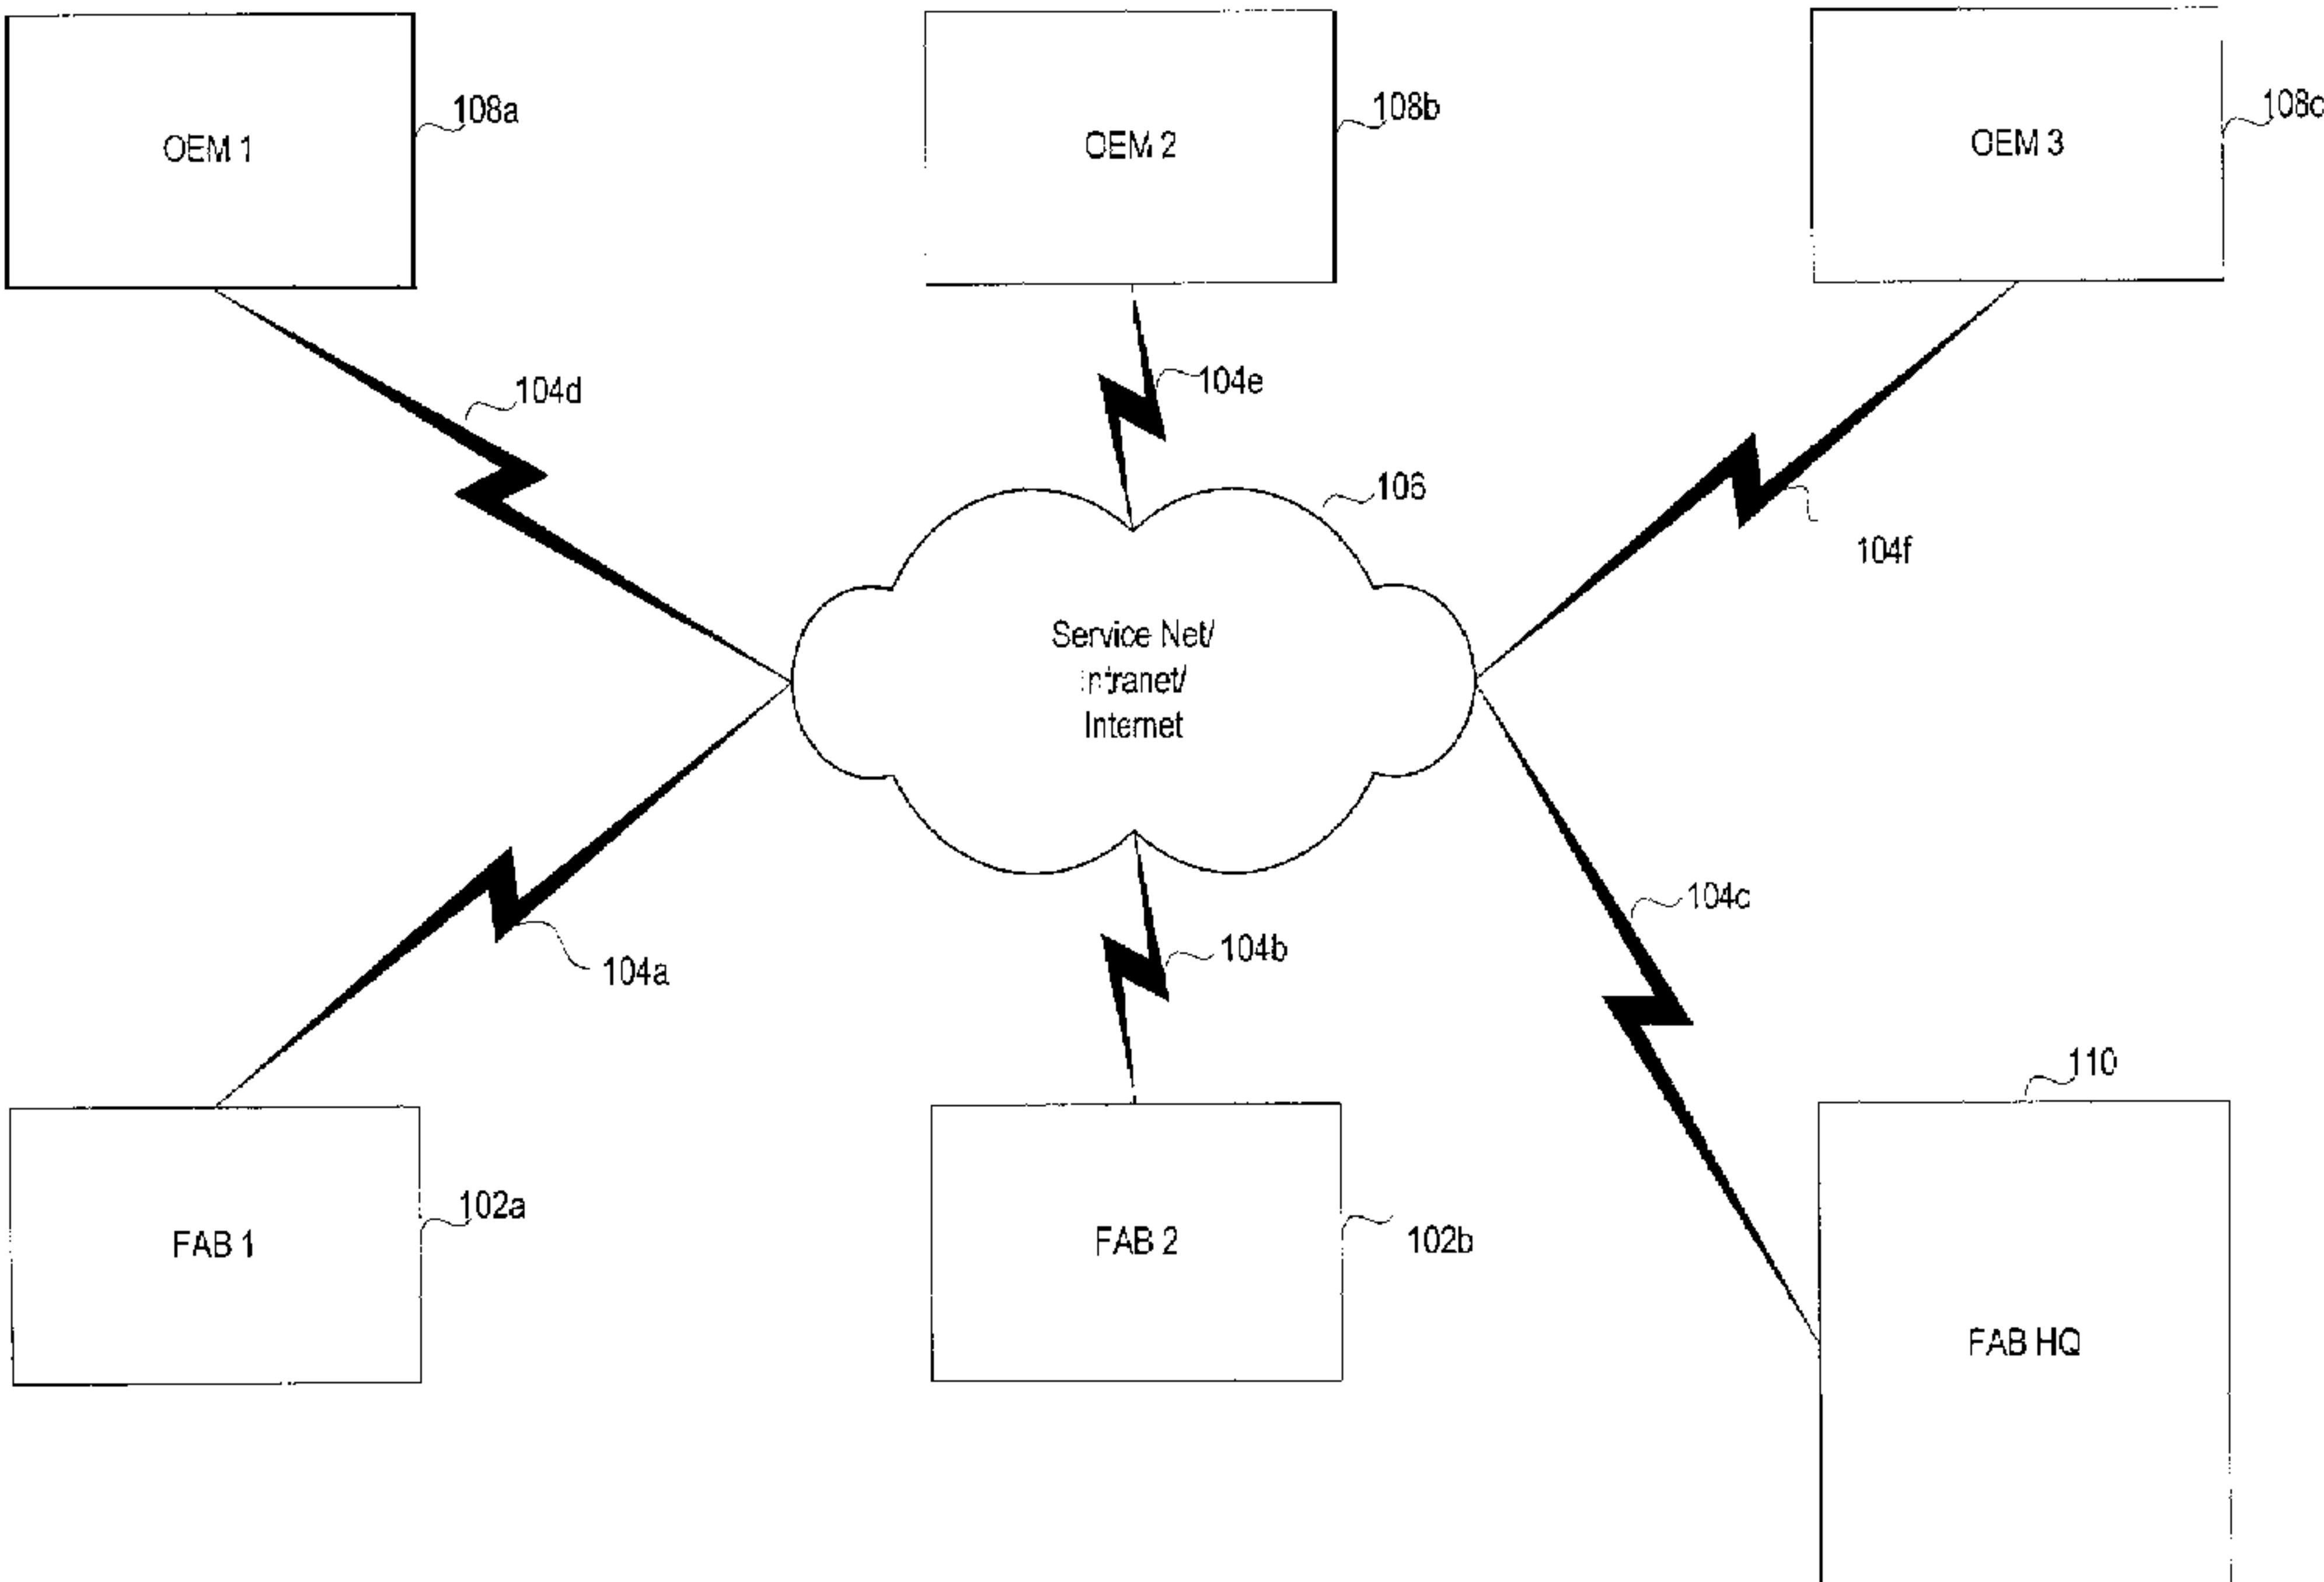 108a
108b
108c
OEM 1
OEM 2
OEM 3
104d
104e
106
104f
Service Net/
Intranet/
Internet
104c
104b
104a
110
102a
FAB 1
FAB 2
102b
FAB HQ